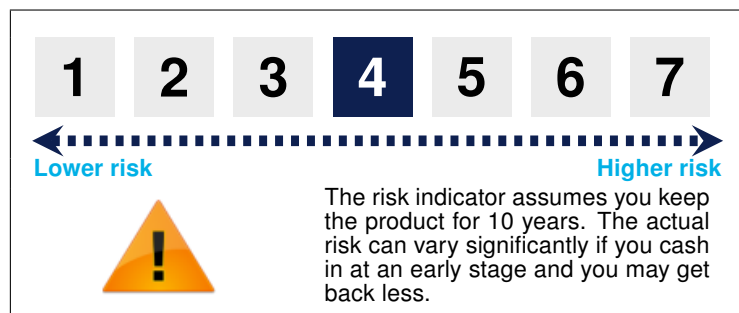 1 2 3 4 5 6 7
Lower risk Higher risk
!
The risk indicator assumes you keep
the product for 10 years. The actual
risk can vary significantly if you cash
in at an early stage and you may get
back less.